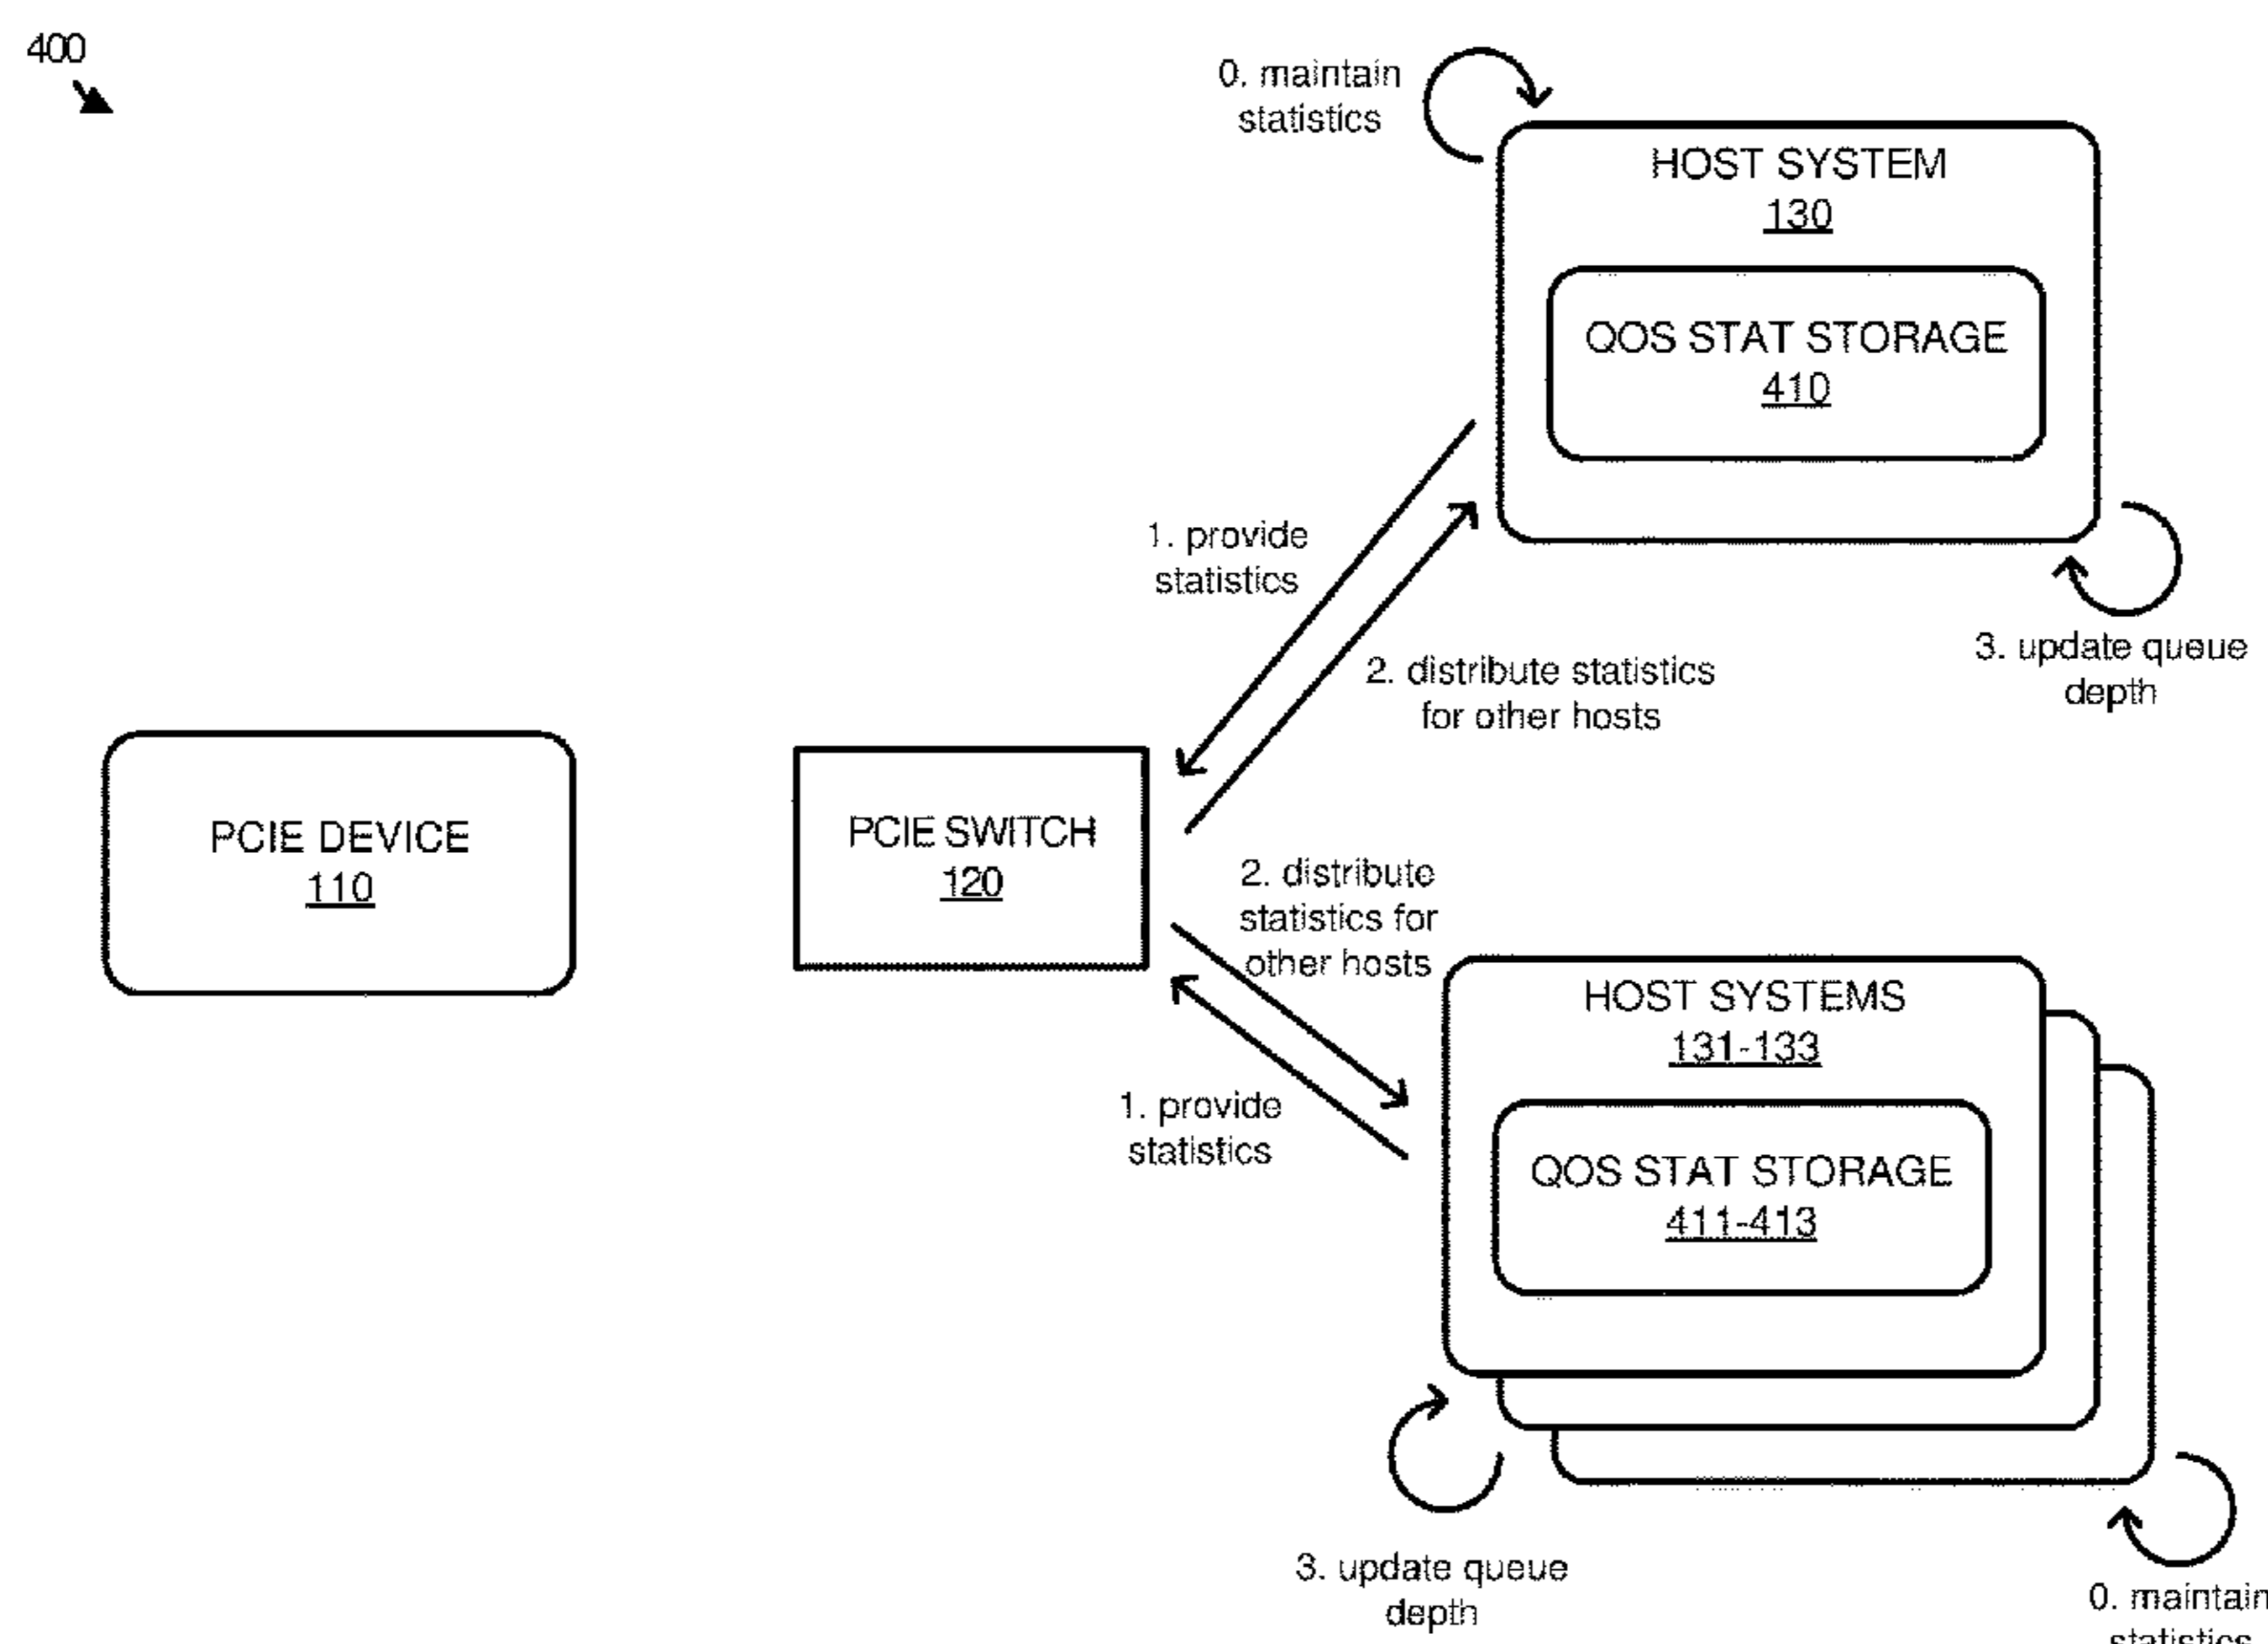 400
0. maintain
statistics
HOST SYSTEM
130
QOS STAT STORAGE
410
1. provide
statistics
2. distribute statistics
for other hosts
3. update queue
depth
PCIE DEVICE
110
PCIE SWITCH
120
2. distribute
statistics for
other hosts
HOST SYSTEMS
131-133
1. provide
statistics
QOS STAT STORAGE
411-413
3. update queue
depth
0. maintain
statistics